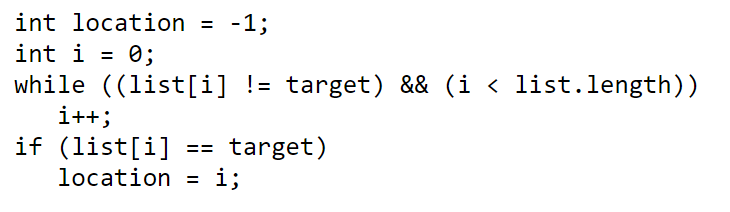 int location = -1;
int i = 0;
while ((list[i] != target) && (i < list.length))
   i++;
if (list[i] == target)
   location = i;